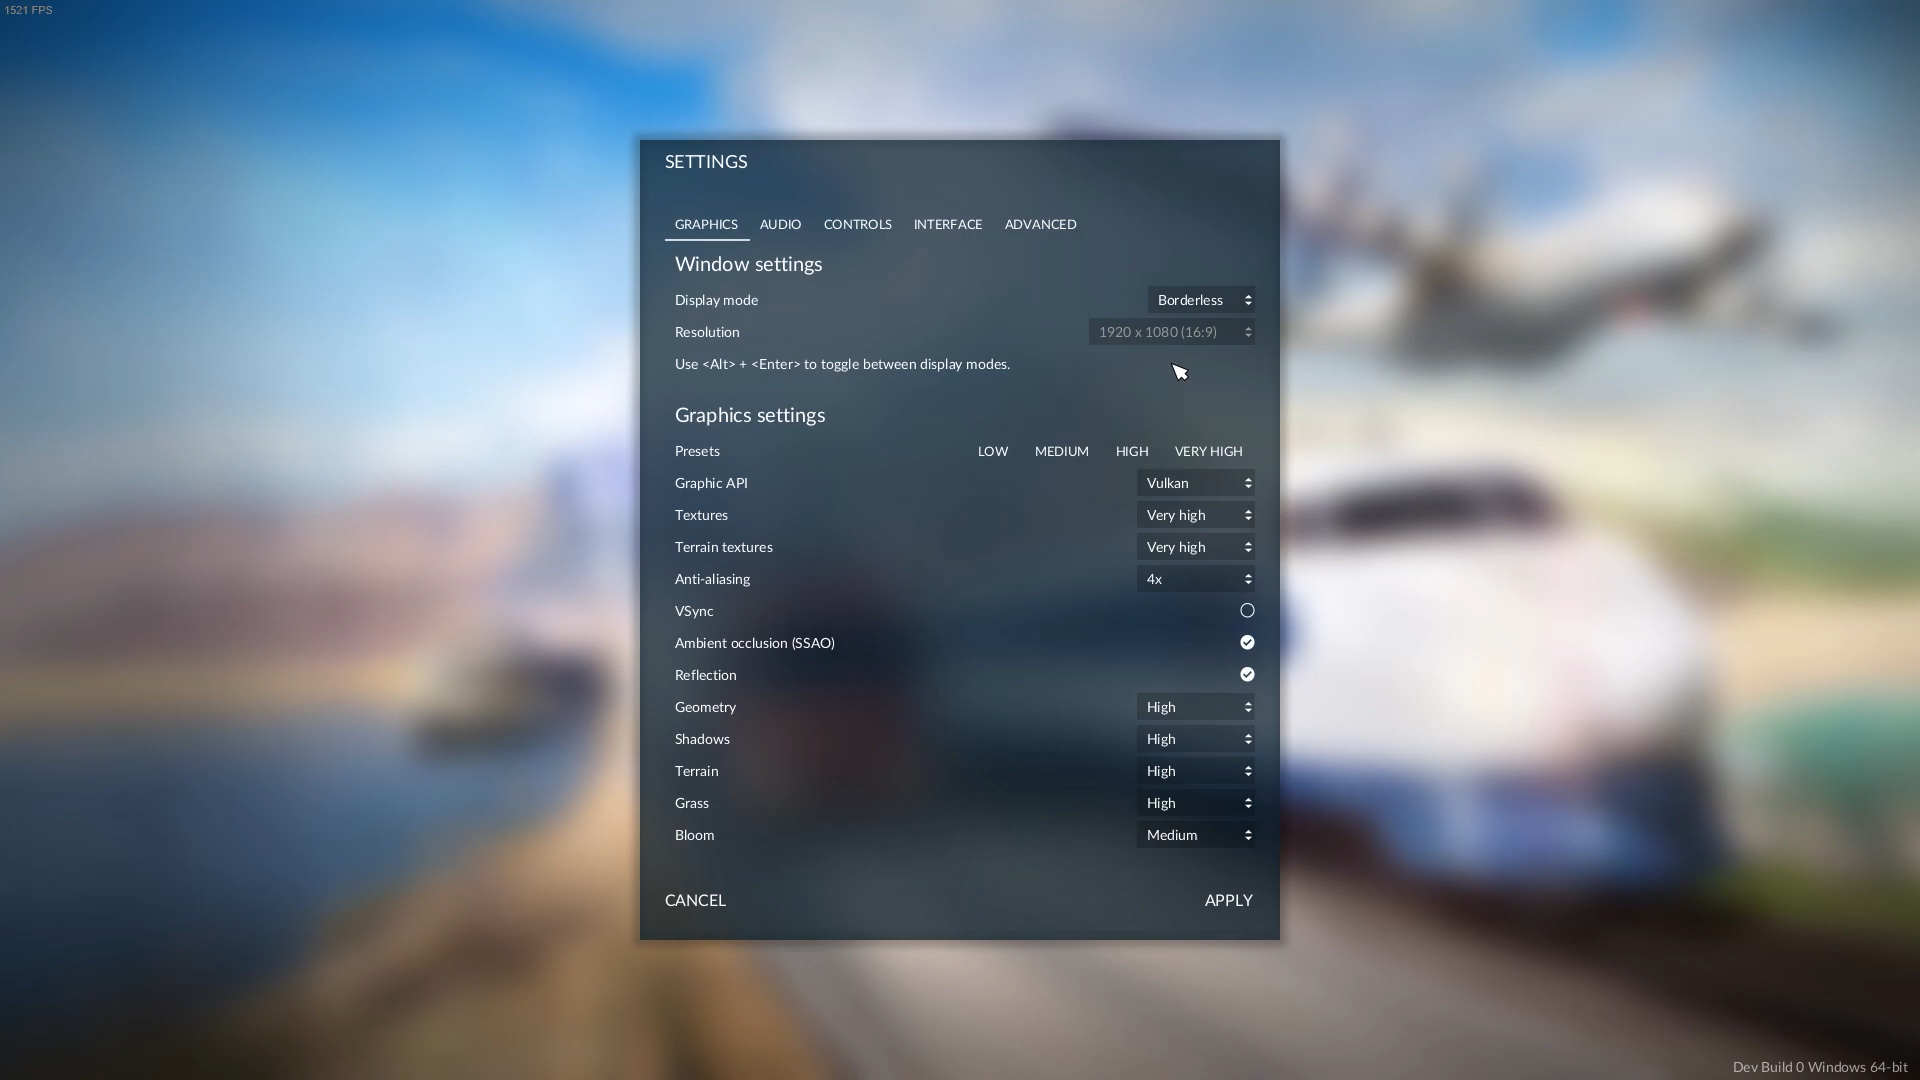 1521 FPS
SETTINGS
GRAPHICS AUDIO CONTROLS INTERFACE ADVANCED
Window settings
Display mode Borderless
Resolution 1920 x 1080 (16:9)
Use <Alt> + <Enter> to toggle between display modes.
Graphics settings
Presets LOW MEDIUM HIGH VERY HIGH
Graphic API Vulkan
Textures Very high
Terrain textures Very high
Anti-aliasing 4x
VSync
Ambient occlusion (SSAO)
Reflection
Geometry High
Shadows High
Terrain High
Grass High
Bloom Medium
CANCEL APPLY
Dev Build 0 Windows 64-bit